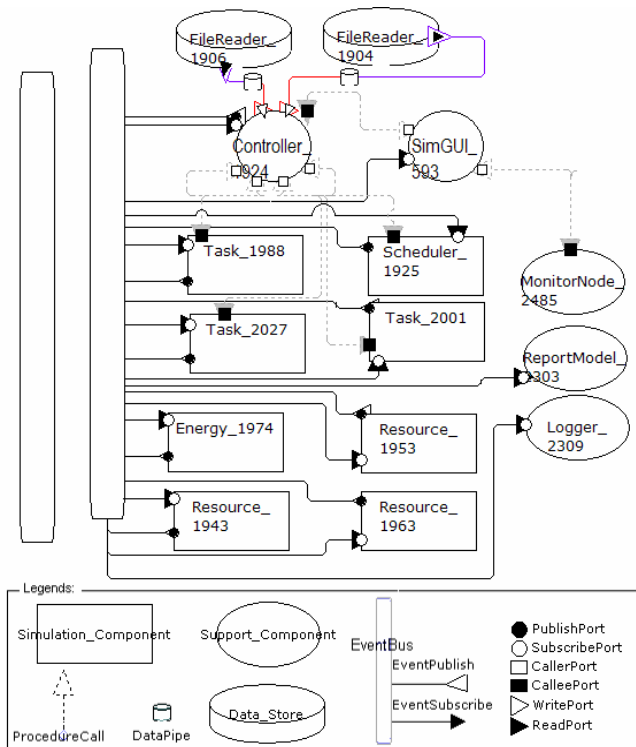 FileReader_
1906
FileReader_
1904
Controller_
1924
SimGUI_
593
Task_1988
Scheduler_
1925
MonitorNode_
2485
Task_2027
Task_2001
ReportModel_
2303
Energy_1974
Resource_
1953
Logger_
2309
Resource_
1943
Resource_
1963
Legends:
Simulation_Component
Support_Component
EventBus
EventPublish
EventSubscribe
PublishPort
SubscribePort
CallerPort
CalleePort
WritePort
ReadPort
ProcedureCall
DataPipe
Data_Store